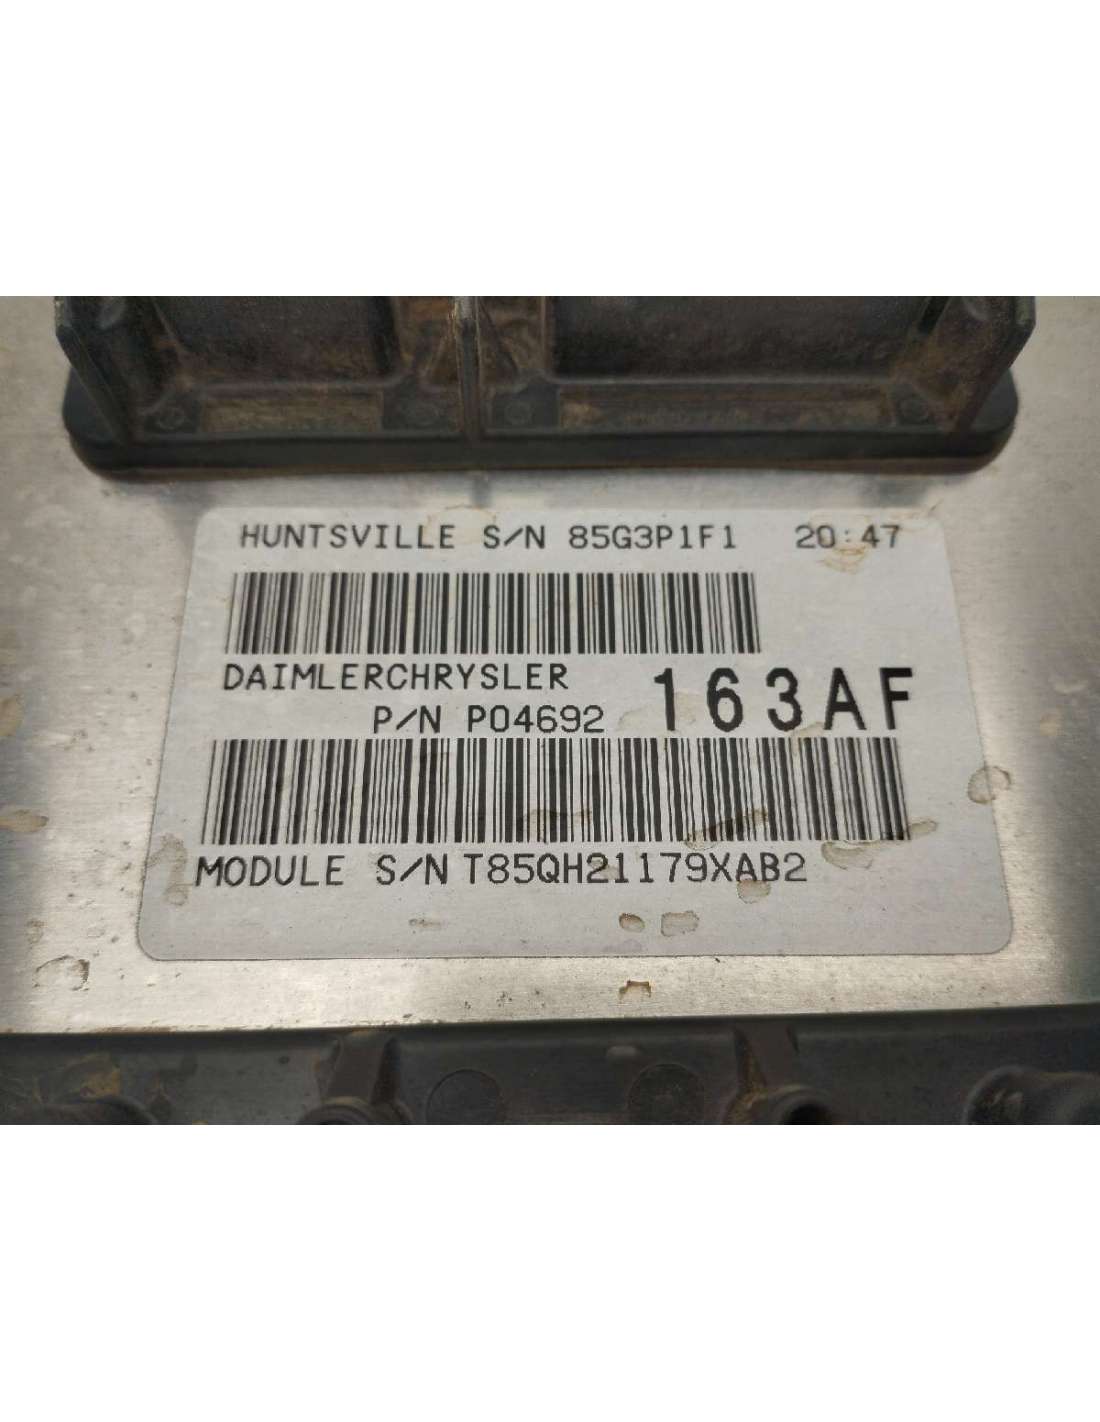 HUNTSVILLE S/N 85G3P1F1 20:47
DAIMLERCHRYSLER
P/N P04692 163AF
MODULE S/N T85QH21179XAB2